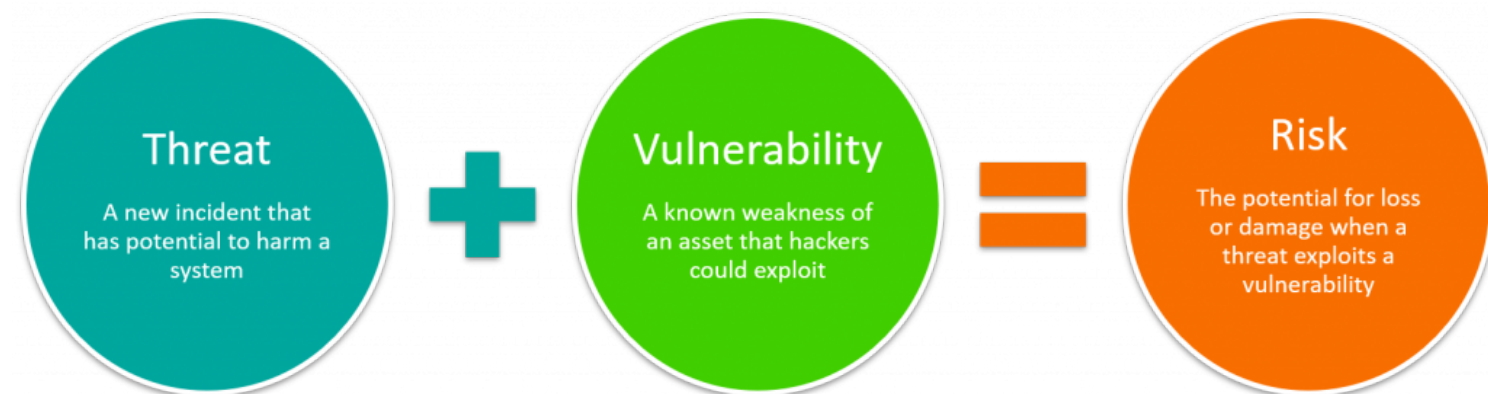 Threat
A new incident that
has potential to harm a
system
Vulnerability
A known weakness of
an asset that hackers
could exploit
Risk
The potential for loss
or damage when a
threat exploits a
vulnerability